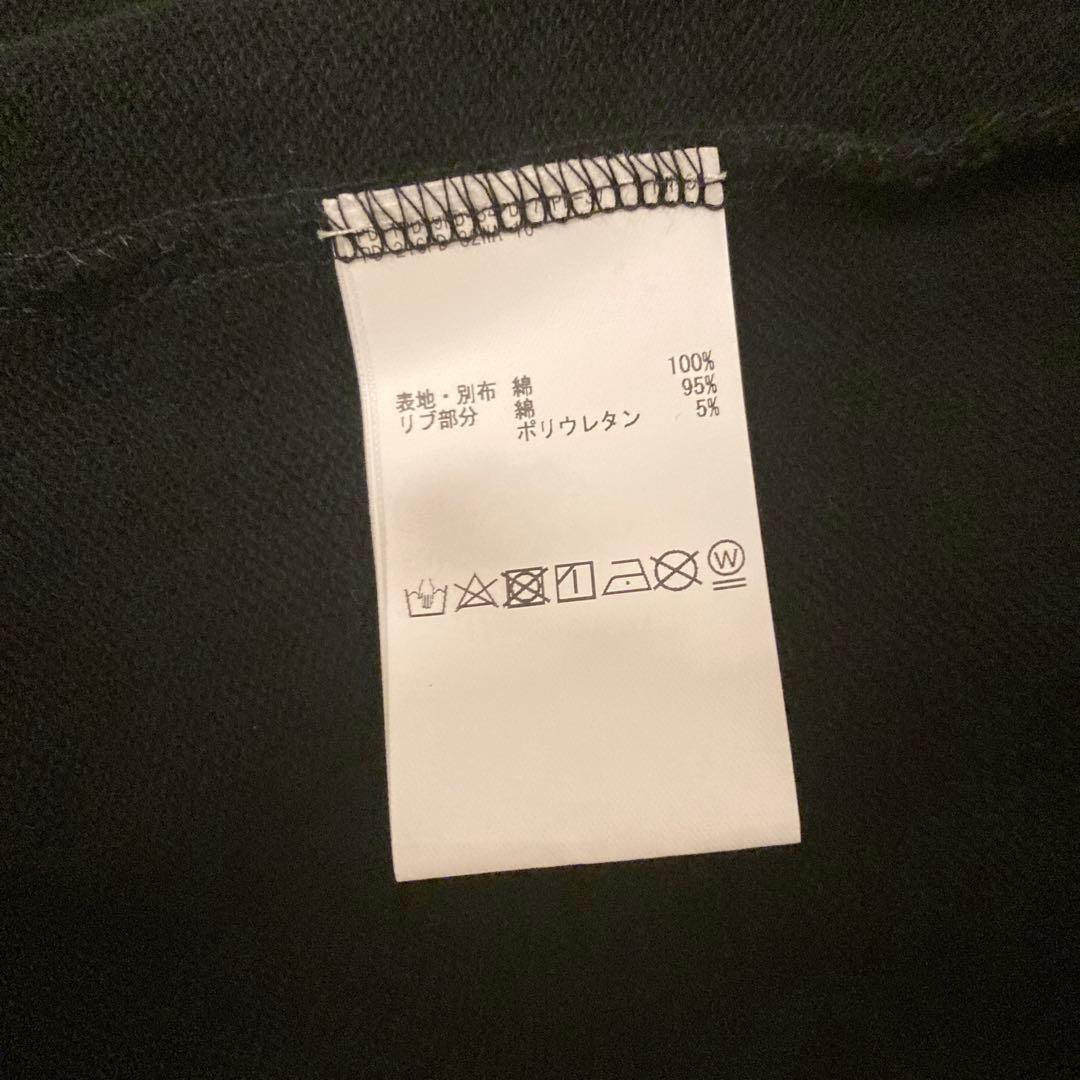 表地・別布 綿 100%
リブ部分 綿 95%
ポリウレタン 5%
W